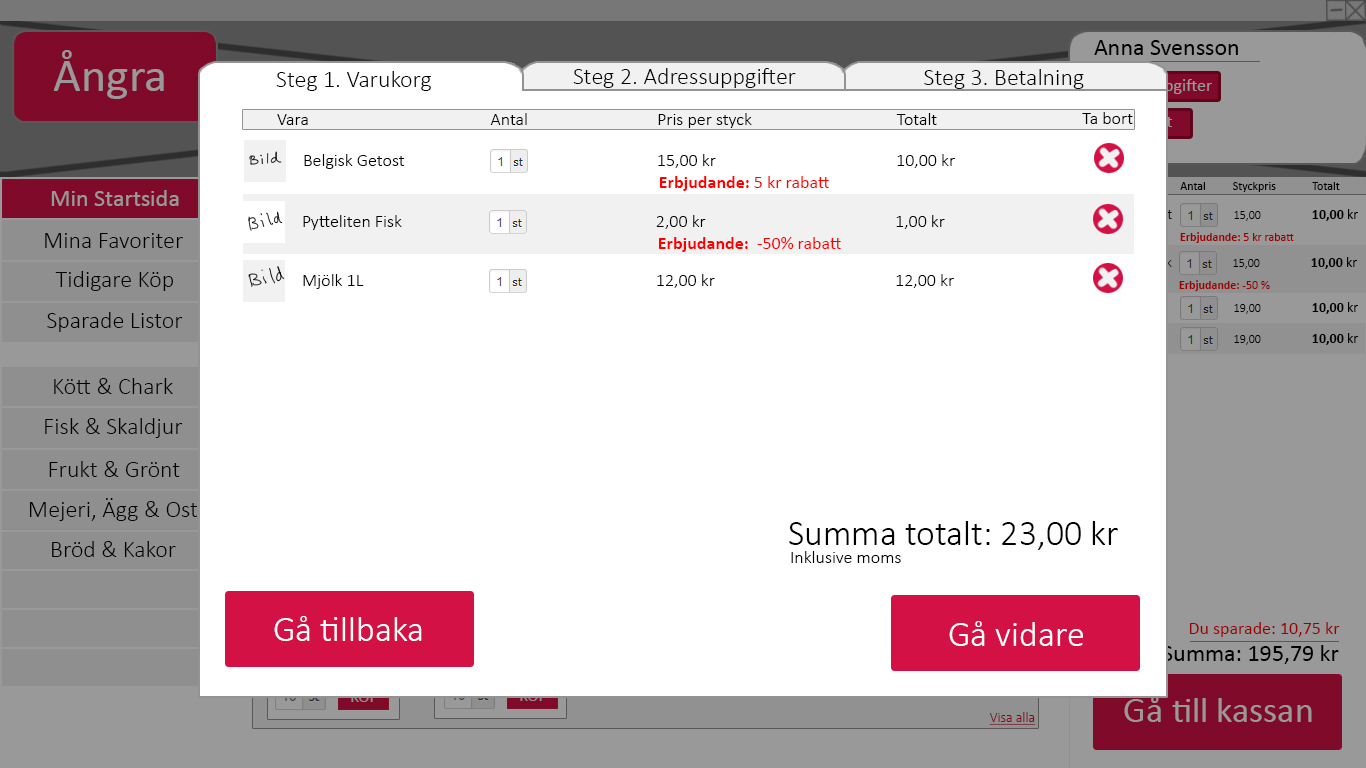 Ångra
Anna Svensson
Steg 1. Varukorg
Steg 2. Adressuppgifter
Steg 3. Betalning
Vara Antal Pris per styck Totalt Ta bort
Bild Belgisk Getost 1 st 15,00 kr 10,00 kr
Erbjudande: 5 kr rabatt
Bild Pytteliten Fisk 1 st 2,00 kr 1,00 kr
Erbjudande: -50% rabatt
Bild Mjölk 1L 1 st 12,00 kr 12,00 kr
Summa totalt: 23,00 kr
Inklusive moms
Gå tillbaka
Gå vidare
Min Startsida
Mina Favoriter
Tidigare Köp
Sparade Listor
Kött & Chark
Fisk & Skaldjur
Frukt & Grönt
Mejeri, Ägg & Ost
Bröd & Kakor
Antal Styckpris Totalt
1 st 15,00 10,00 kr
Erbjudande: 5 kr rabatt
1 st 15,00 10,00 kr
Erbjudande: -50 %
1 st 19,00 10,00 kr
1 st 19,00 10,00 kr
Du sparade: 10,75 kr
Summa: 195,79 kr
Gå till kassan
Visa alla